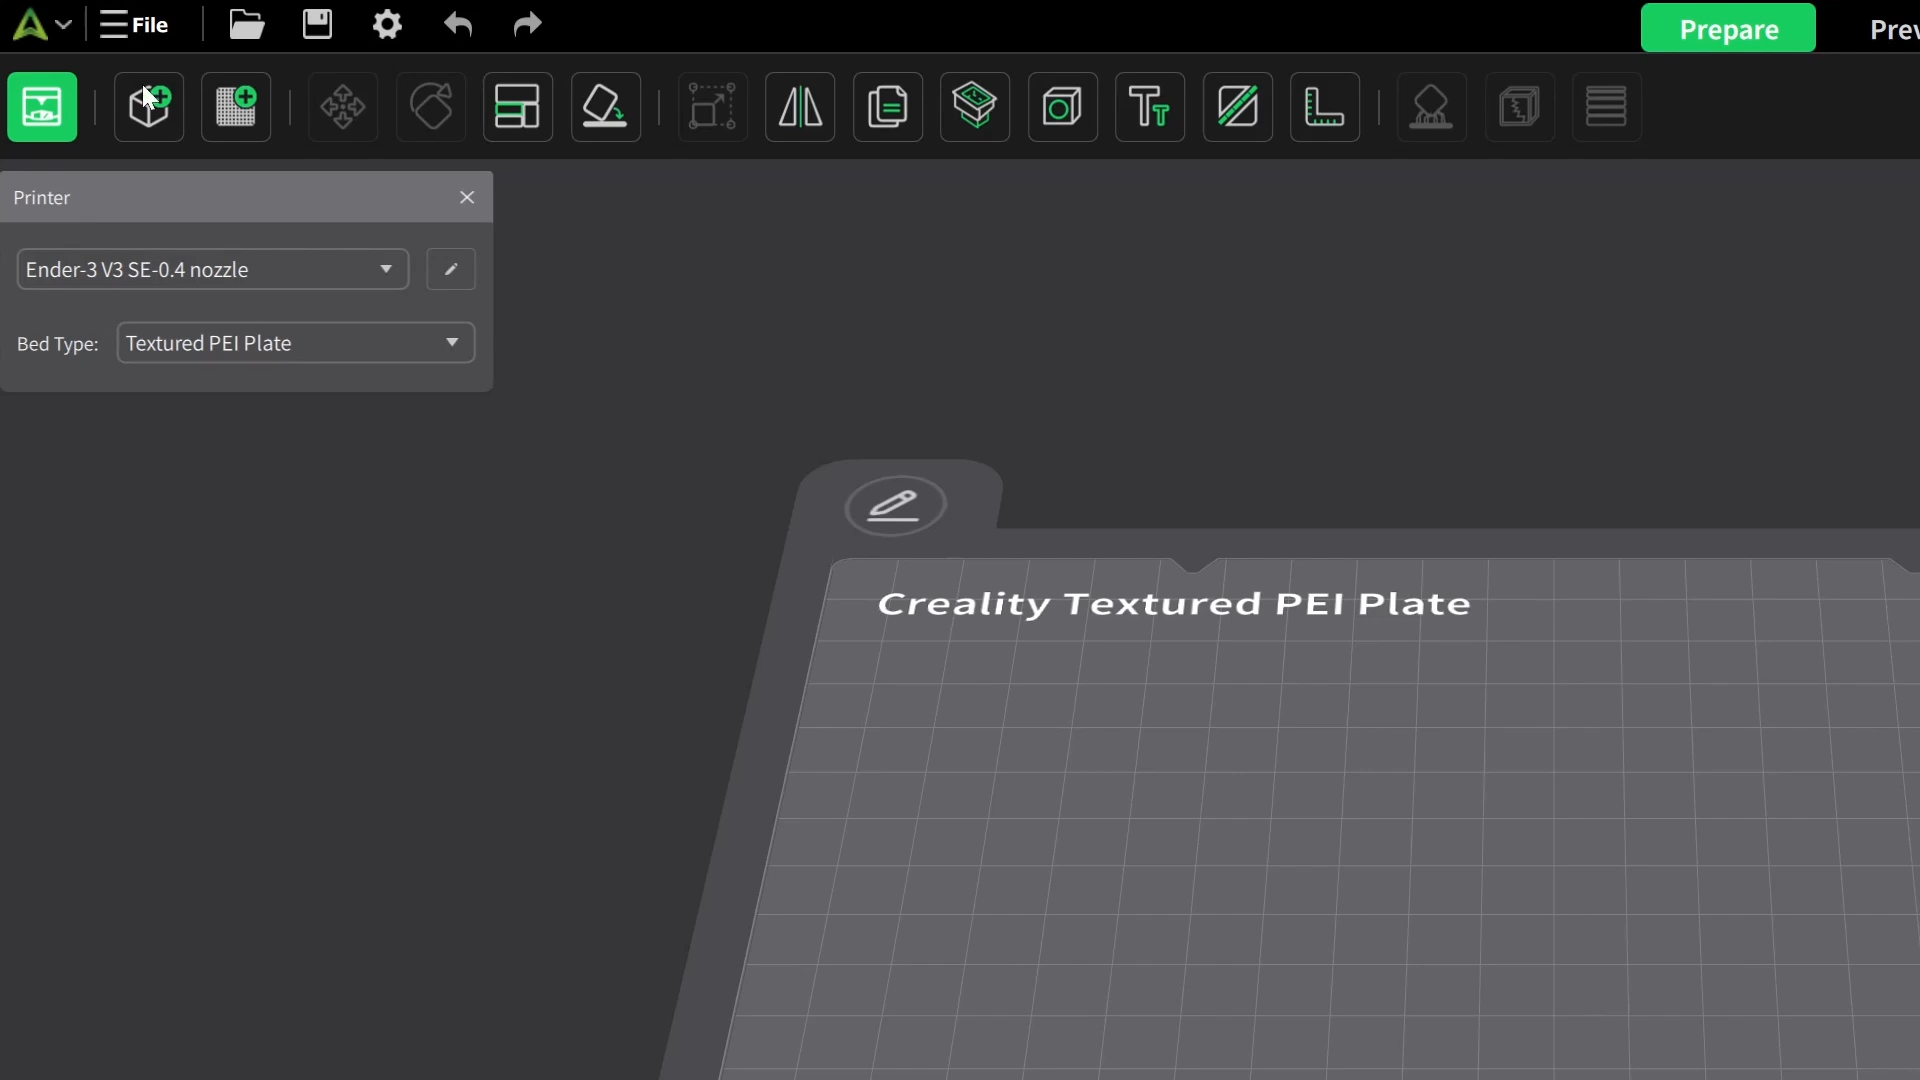 File
Prepare
Prev
Printer
Ender-3 V3 SE-0.4 nozzle
Bed Type: Textured PEI Plate
Creality Textured PEI Plate